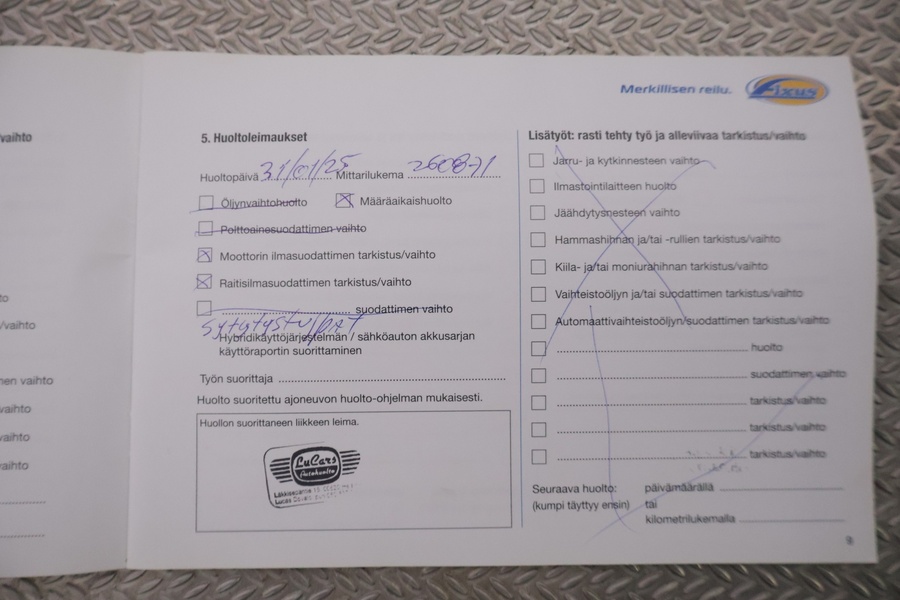 Merkillisen reilu. Fixus
vaihto
o
/vaihto
nen vaihto
vaihto
vaihto
vaihto
5. Huoltoleimaukset
Huoltopäivä 31/01/25 Mittarilukema 260871
Öljynvaihtohuolto Määräaikaishuolto
Polttoainesuodattimen vaihto
Moottorin ilmasuodattimen tarkistus/vaihto
Raitisilmasuodattimen tarkistus/vaihto
suodattimen vaihto
Sytytystulpat
Hybridikäyttöjärjestelmän / sähköauton akkusarjan
käyttöraportin suorittaminen
Työn suorittaja
Huolto suoritettu ajoneuvon huolto-ohjelman mukaisesti.
Huollon suorittaneen liikkeen leima.
LuCars
Autohuolto
Lisätyöt: rasti tehty työ ja alleviivaa tarkistus/vaihto
Jarru- ja kytkinnesteen vaihto
Ilmastointilaitteen huolto
Jäähdytysnesteen vaihto
Hammashihnan ja/tai -rullien tarkistus/vaihto
Kiila- ja/tai moniurahihnan tarkistus/vaihto
Vaihteistoöljyn ja/tai suodattimen tarkistus/vaihto
Automaattivaihteistoöljyn/suodattimen tarkistus/vaihto
huolto
suodattimen vaihto
tarkistus/vaihto
tarkistus/vaihto
tarkistus/vaihto
Seuraava huolto: päivämäärällä
(kumpi täyttyy ensin) tai
kilometrilukemalla